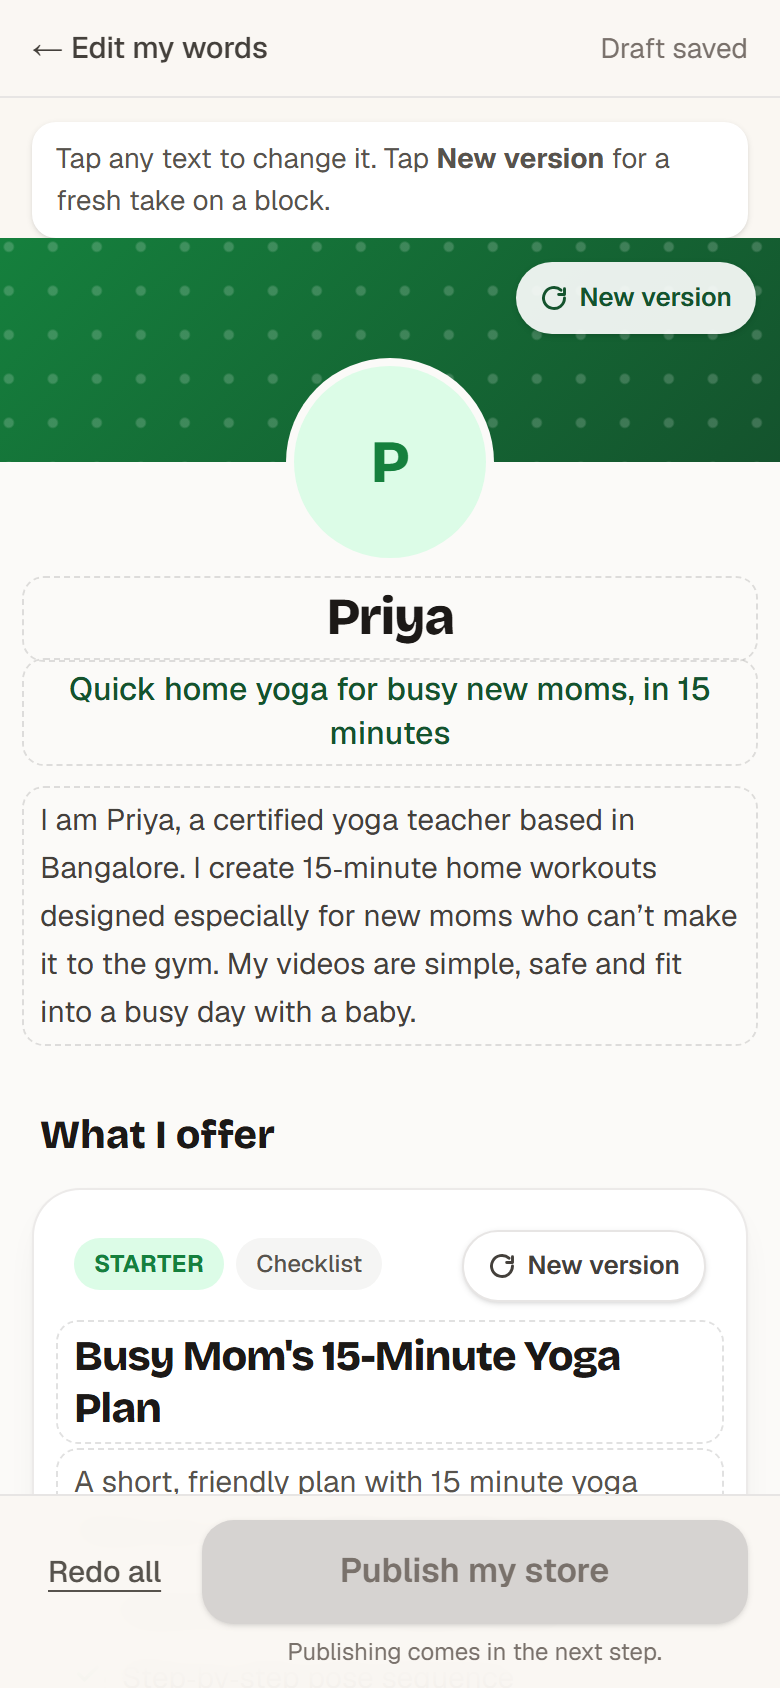 ← Edit my words
Draft saved
Tap any text to change it. Tap New version for a
fresh take on a block.
New version
P
Priya
Quick home yoga for busy new moms, in 15
minutes
I am Priya, a certified yoga teacher based in
Bangalore. I create 15-minute home workouts
designed especially for new moms who can’t make
it to the gym. My videos are simple, safe and fit
into a busy day with a baby.
What I offer
STARTER
Checklist
New version
Busy Mom's 15-Minute Yoga
Plan
A short, friendly plan with 15 minute yoga
Redo all
Publish my store
Publishing comes in the next step.
Step-by-step pose sequence